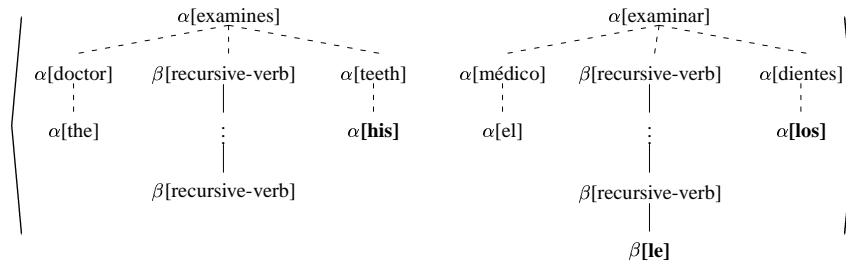 α[examines] α[examinar]
α[doctor] β[recursive-verb] α[teeth] α[médico] β[recursive-verb] α[dientes]
α[the] ⋮ α[his] α[el] ⋮ α[los]
β[recursive-verb] β[recursive-verb]
β[le]